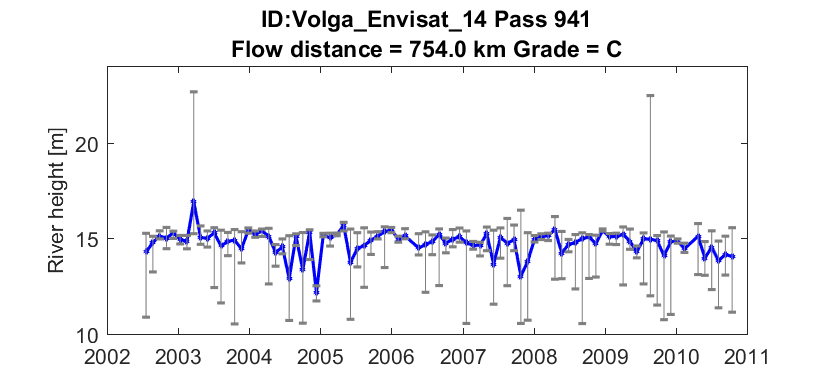 ID:Volga_Envisat_14 Pass 941
Flow distance = 754.0 km Grade = C
River height [m]
20
15
10
2002 2003 2004 2005 2006 2007 2008 2009 2010 2011